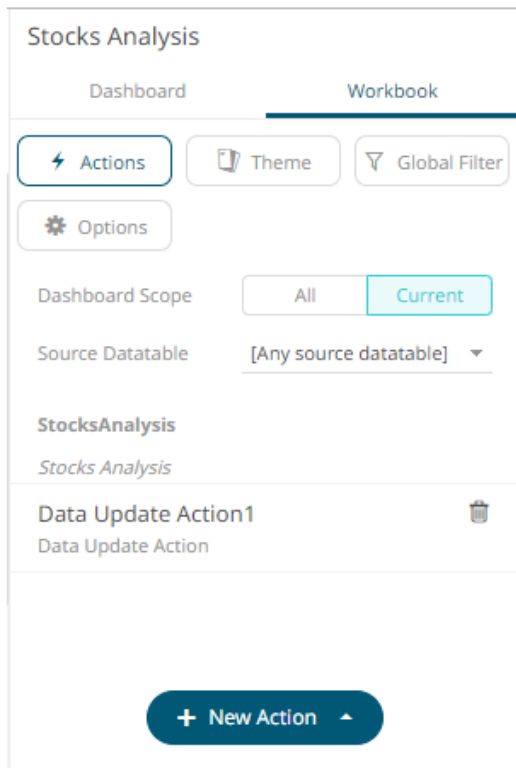 Stocks Analysis
Dashboard Workbook
Actions Theme Global Filter
Options
Dashboard Scope All Current
Source Datatable [Any source datatable]
StocksAnalysis
Stocks Analysis
Data Update Action1
Data Update Action
+ New Action